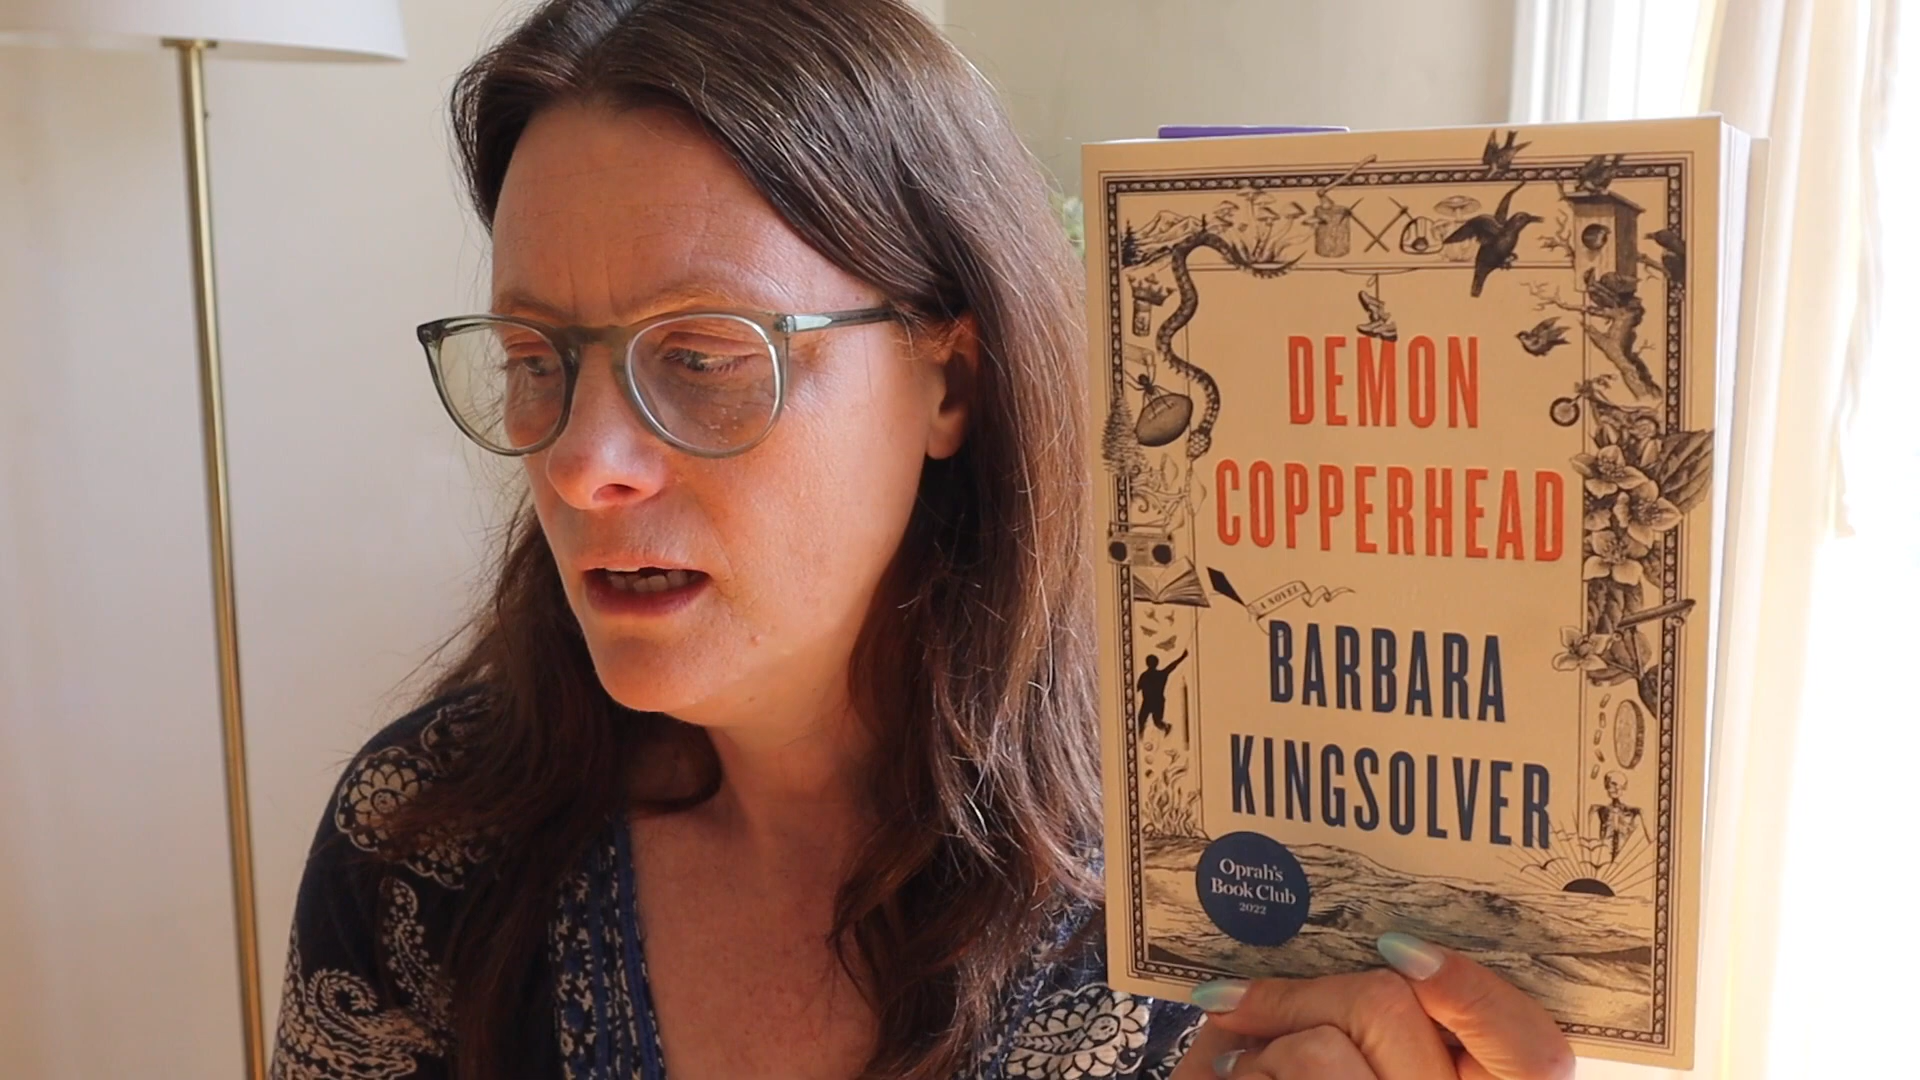 DEMON
COPPERHEAD
A NOVEL
BARBARA
KINGSOLVER
Oprah's
Book Club
2022